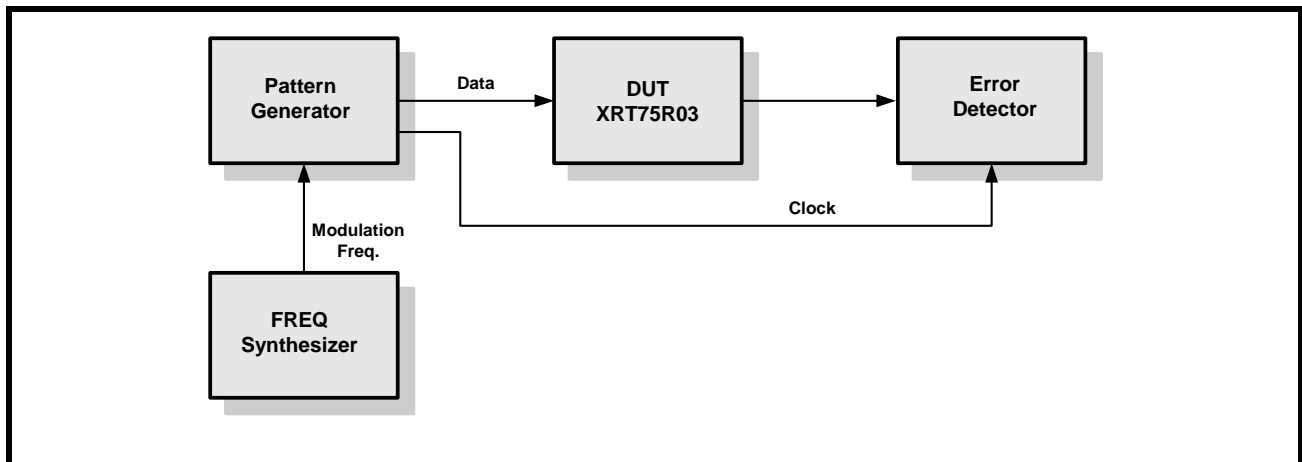 Pattern
Generator
Data
DUT
XRT75R03
Error
Detector
Clock
Modulation
Freq.
FREQ
Synthesizer